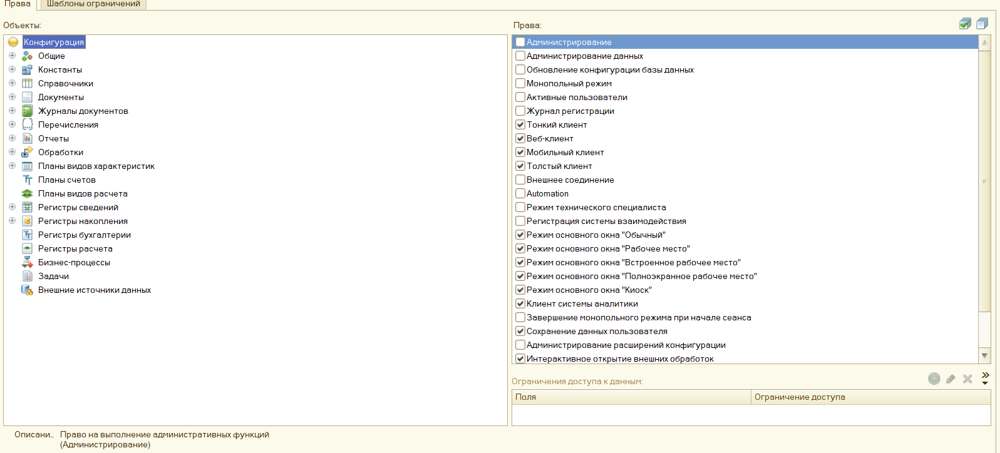 Права
Шаблоны ограничений
Объекты:
Конфигурация
Общие
Константы
Справочники
Документы
Журналы документов
Перечисления
Отчеты
Обработки
Планы видов характеристик
Планы счетов
Планы видов расчета
Регистры сведений
Регистры накопления
Регистры бухгалтерии
Регистры расчета
Бизнес-процессы
Задачи
Внешние источники данных
Права:
Администрирование
Администрирование данных
Обновление конфигурации базы данных
Монопольный режим
Активные пользователи
Журнал регистрации
Тонкий клиент
Веб-клиент
Мобильный клиент
Толстый клиент
Внешнее соединение
Automation
Режим технического специалиста
Регистрация системы взаимодействия
Режим основного окна "Обычный"
Режим основного окна "Рабочее место"
Режим основного окна "Встроенное рабочее место"
Режим основного окна "Полноэкранное рабочее место"
Режим основного окна "Киоск"
Клиент системы аналитики
Завершение монопольного режима при начале сеанса
Сохранение данных пользователя
Администрирование расширений конфигурации
Интерактивное открытие внешних обработок
Ограничения доступа к данным:
Поля
Ограничение доступа
Описани...
Право на выполнение административных функций
(Администрирование)